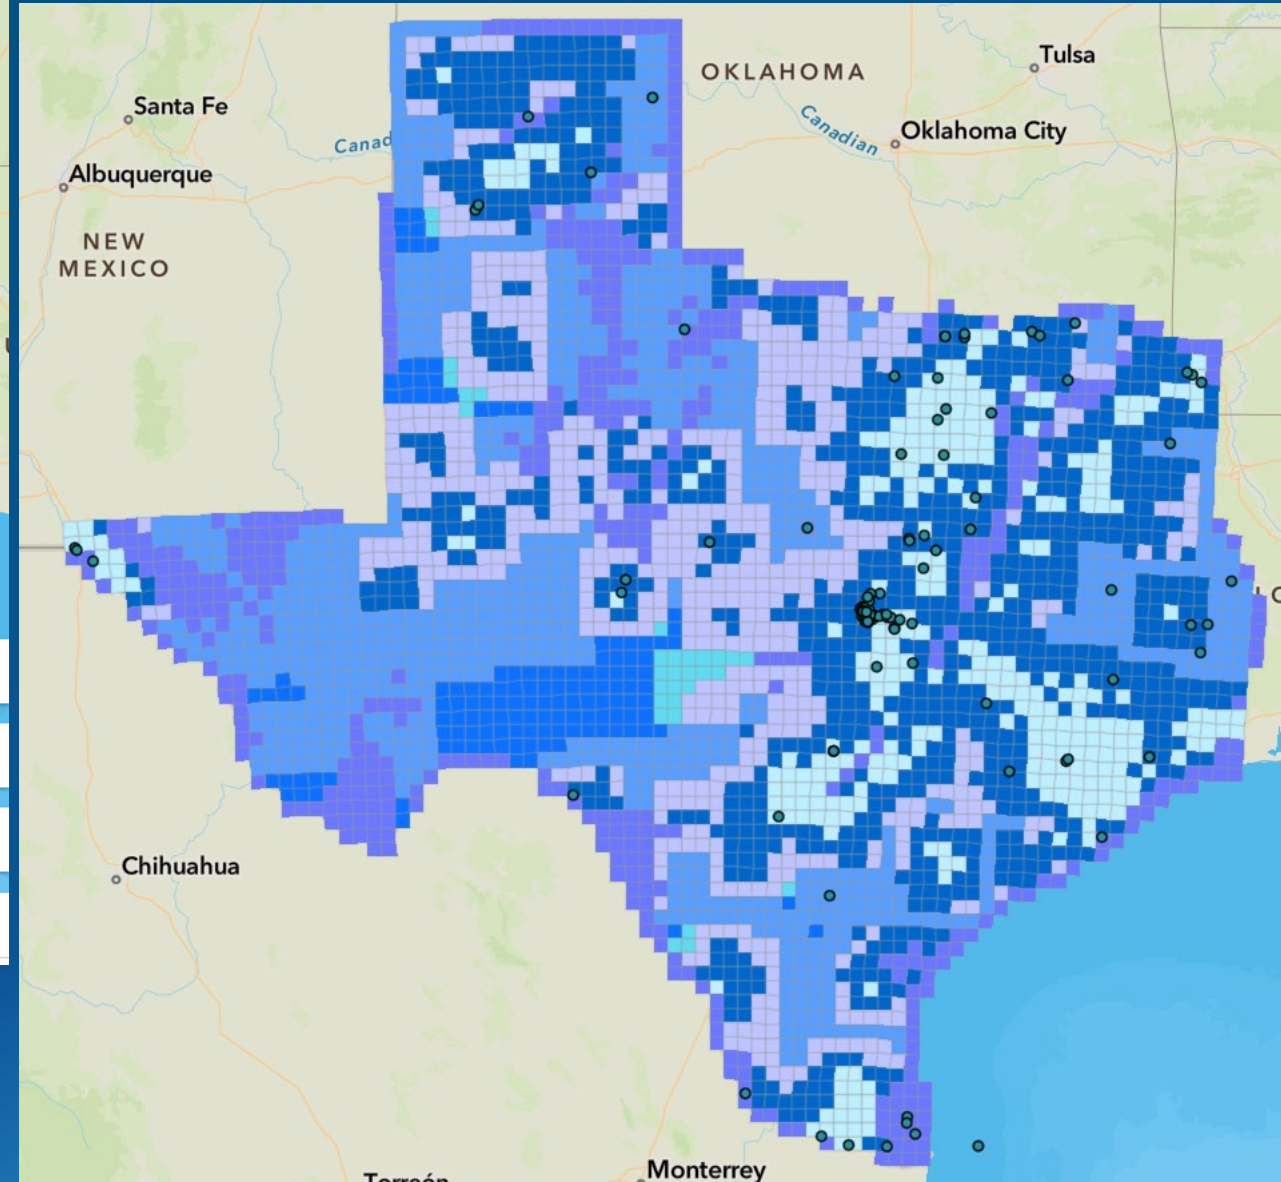 Tulsa
OKLAHOMA
Santa Fe
Canadian
Oklahoma City
Canad
Albuquerque
NEW
MEXICO
Chihuahua
Monterrey